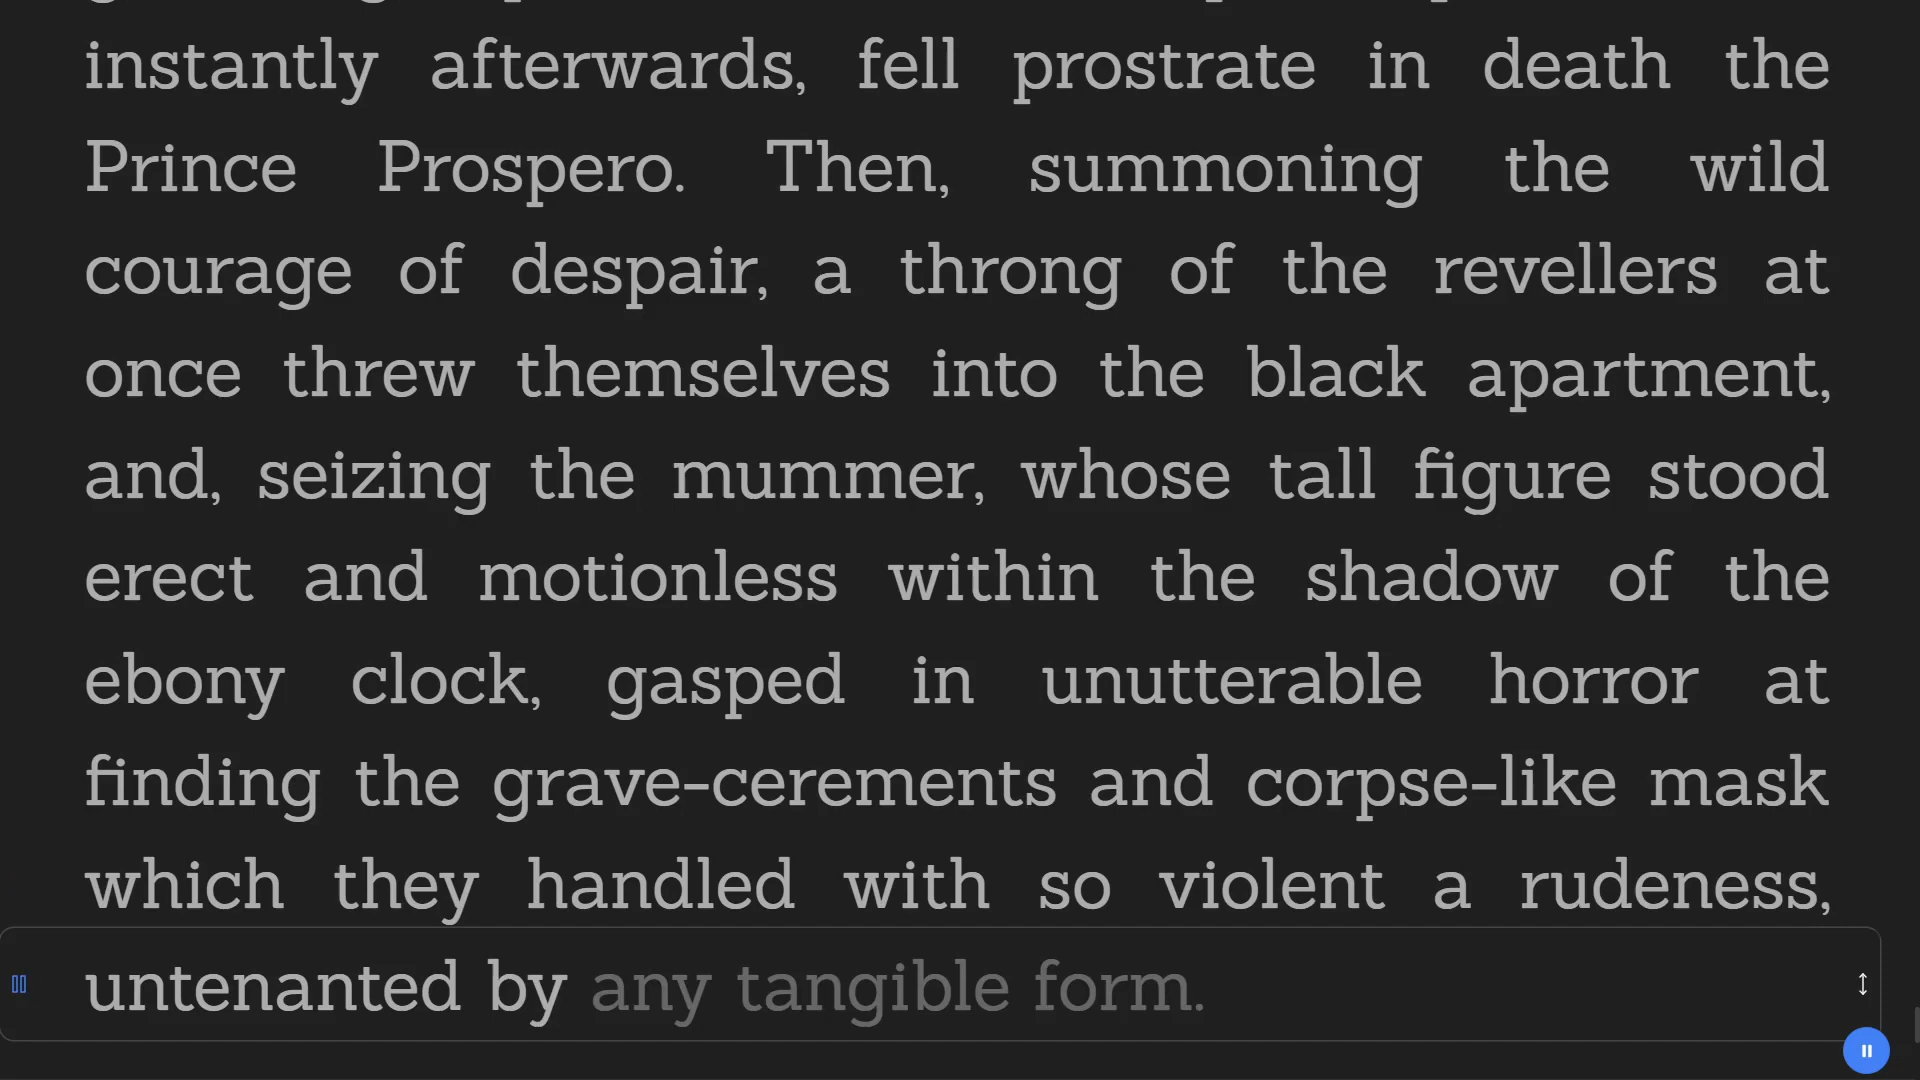 instantly afterwards, fell prostrate in death the
Prince Prospero. Then, summoning the wild
courage of despair, a throng of the revellers at
once threw themselves into the black apartment,
and, seizing the mummer, whose tall figure stood
erect and motionless within the shadow of the
ebony clock, gasped in unutterable horror at
finding the grave-cerements and corpse-like mask
which they handled with so violent a rudeness,
untenanted by any tangible form.